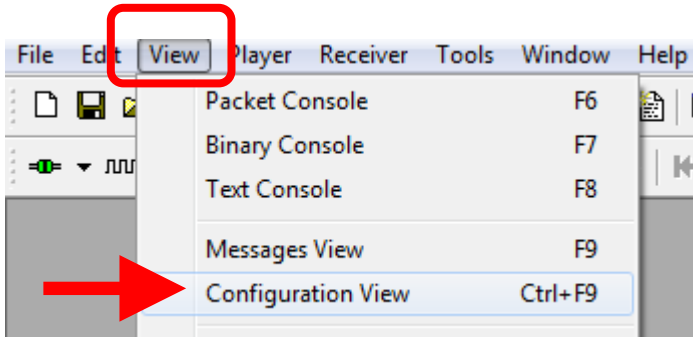 File Edit View Player Receiver Tools Window Help
Packet Console F6
Binary Console F7
Text Console F8
Messages View F9
Configuration View Ctrl+F9